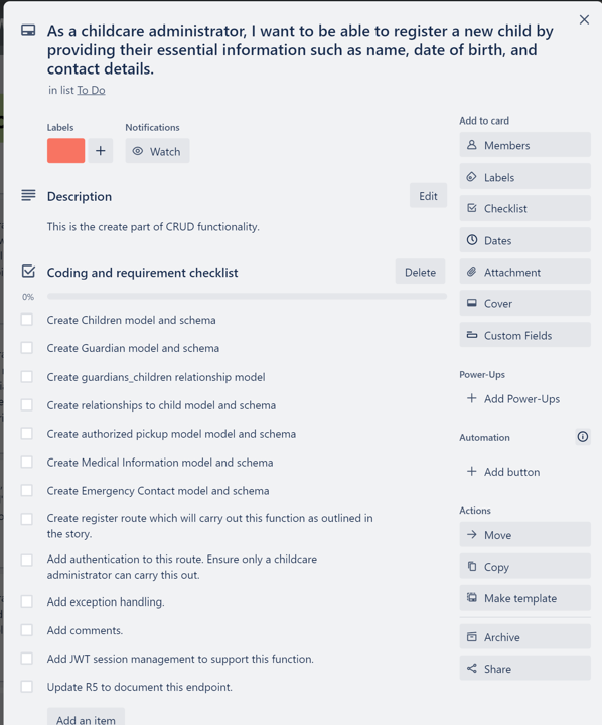 As a childcare administrator, I want to be able to register a new child by
providing their essential information such as name, date of birth, and
contact details.
in list To Do
Labels
Notifications
Watch
Description
Edit
This is the create part of CRUD functionality.
Coding and requirement checklist
Delete
0%
Create Children model and schema
Create Guardian model and schema
Create guardians_children relationship model
Create relationships to child model and schema
Create authorized pickup model model and schema
Create Medical Information model and schema
Create Emergency Contact model and schema
Create register route which will carry out this function as outlined in
the story.
Add authentication to this route. Ensure only a childcare
administrator can carry this out.
Add exception handling.
Add comments.
Add JWT session management to support this function.
Update R5 to document this endpoint.
Add an item
Add to card
Members
Labels
Checklist
Dates
Attachment
Cover
Custom Fields
Power-Ups
Add Power-Ups
Automation
Add button
Actions
Move
Copy
Make template
Archive
Share